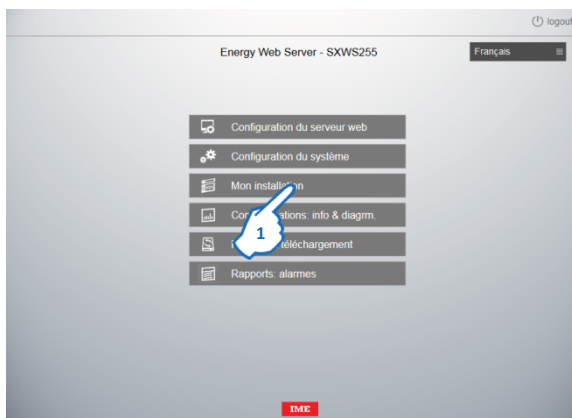 logout
Energy Web Server - SXWS255
Français
Configuration du serveur web
Configuration du système
Mon installation
info & diagrm.
1
téléchargement
Rapports: alarmes
IME